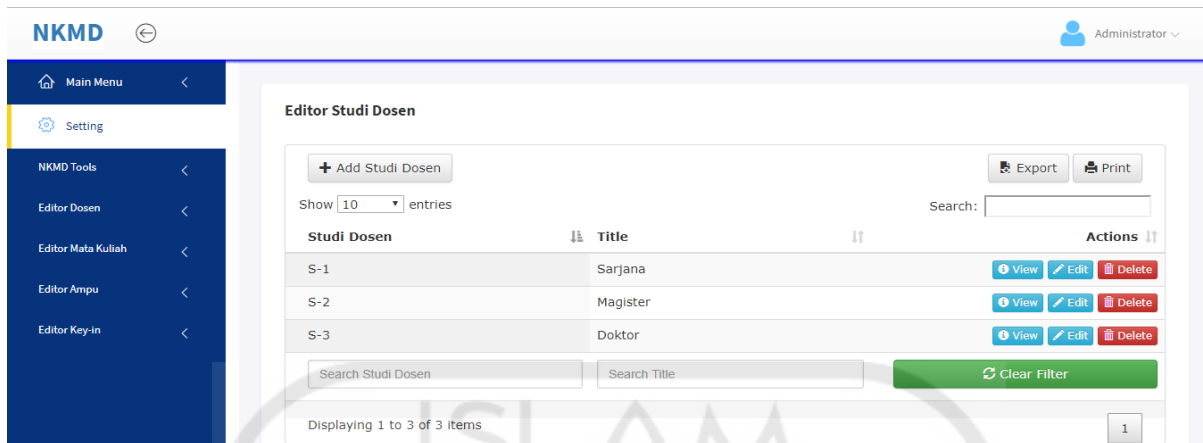 NKMD
Administrator
Main Menu
Setting
NKMD Tools
Editor Dosen
Editor Mata Kuliah
Editor Ampu
Editor Key-in
Editor Studi Dosen
Add Studi Dosen
Export Print
Show 10 entries
Search:
Studi Dosen Title Actions
S-1 Sarjana View Edit Delete
S-2 Magister View Edit Delete
S-3 Doktor View Edit Delete
Search Studi Dosen Search Title Clear Filter
ISLAM
Displaying 1 to 3 of 3 items 1